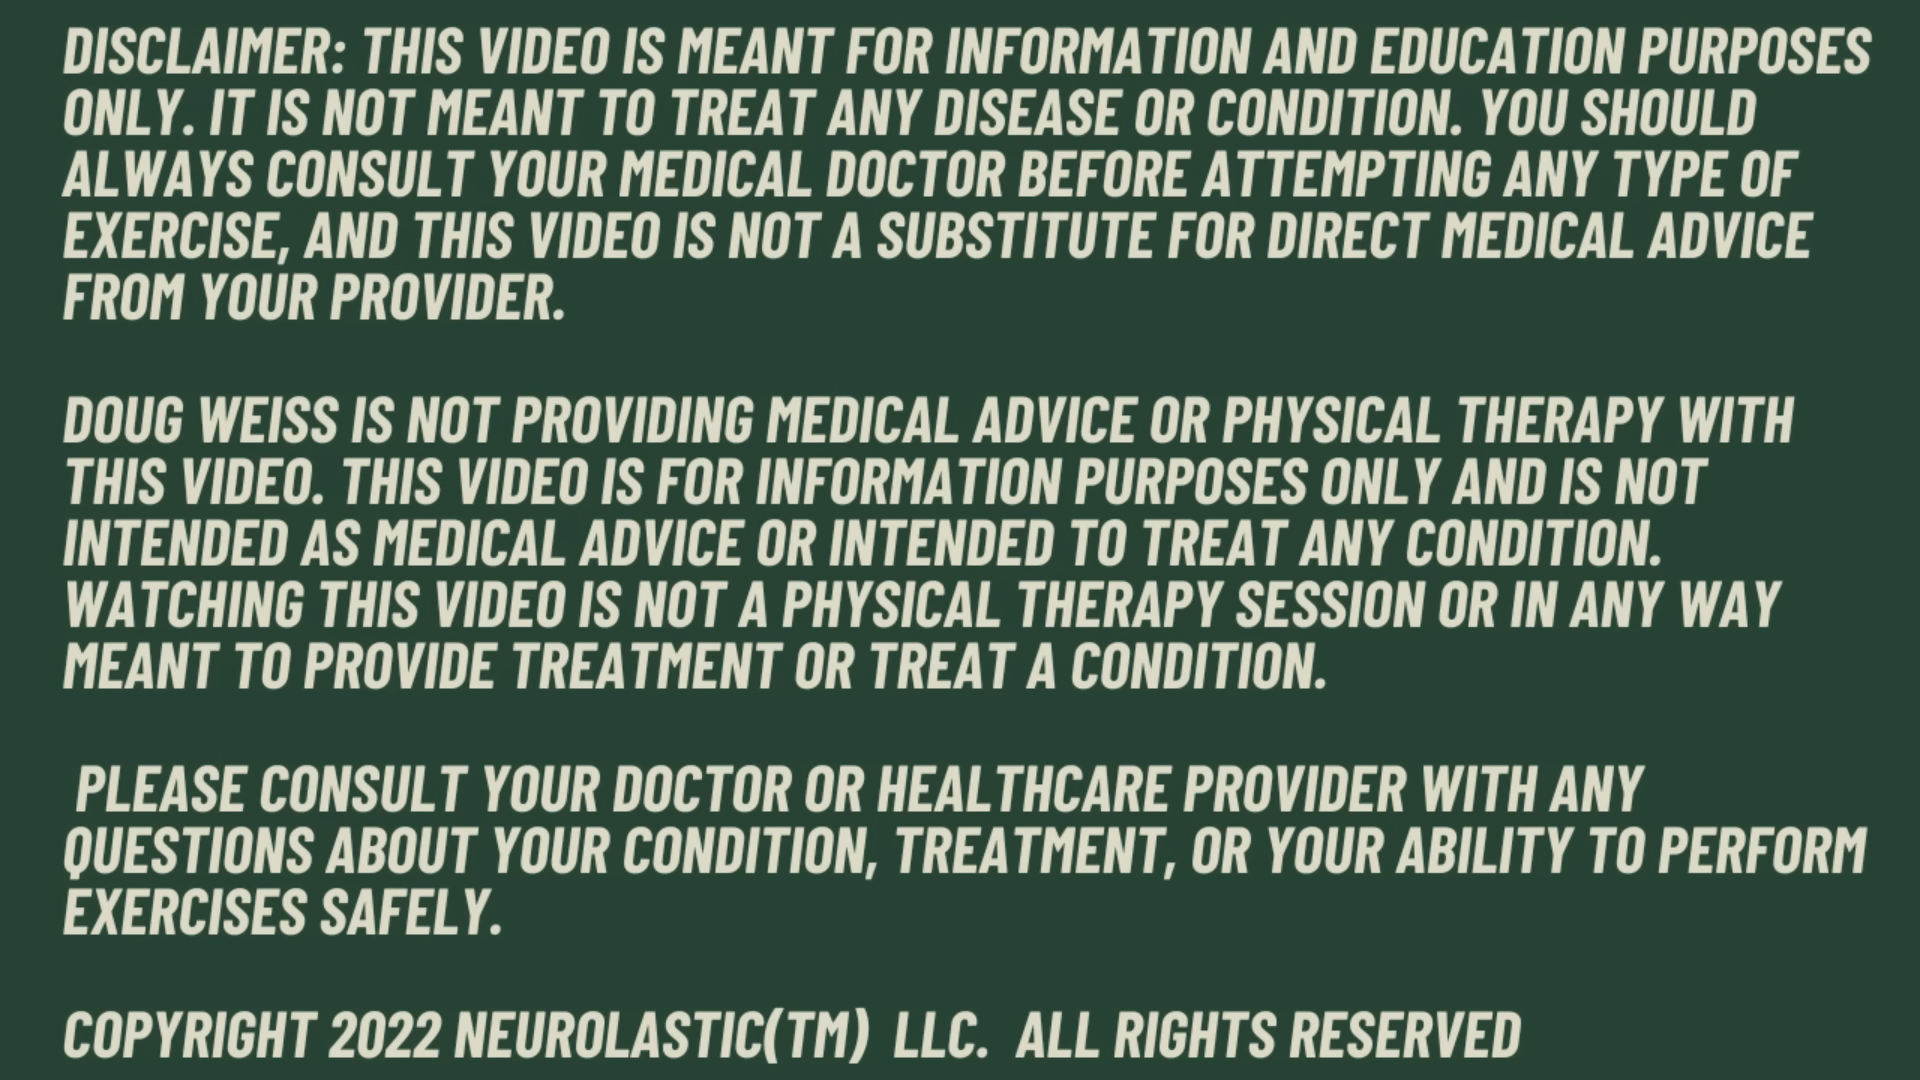 DISCLAIMER: THIS VIDEO IS MEANT FOR INFORMATION AND EDUCATION PURPOSES
ONLY. IT IS NOT MEANT TO TREAT ANY DISEASE OR CONDITION. YOU SHOULD
ALWAYS CONSULT YOUR MEDICAL DOCTOR BEFORE ATTEMPTING ANY TYPE OF
EXERCISE, AND THIS VIDEO IS NOT A SUBSTITUTE FOR DIRECT MEDICAL ADVICE
FROM YOUR PROVIDER.
DOUG WEISS IS NOT PROVIDING MEDICAL ADVICE OR PHYSICAL THERAPY WITH
THIS VIDEO. THIS VIDEO IS FOR INFORMATION PURPOSES ONLY AND IS NOT
INTENDED AS MEDICAL ADVICE OR INTENDED TO TREAT ANY CONDITION.
WATCHING THIS VIDEO IS NOT A PHYSICAL THERAPY SESSION OR IN ANY WAY
MEANT TO PROVIDE TREATMENT OR TREAT A CONDITION.
PLEASE CONSULT YOUR DOCTOR OR HEALTHCARE PROVIDER WITH ANY
QUESTIONS ABOUT YOUR CONDITION, TREATMENT, OR YOUR ABILITY TO PERFORM
EXERCISES SAFELY.
COPYRIGHT 2022 NEUROLASTIC(TM) LLC. ALL RIGHTS RESERVED